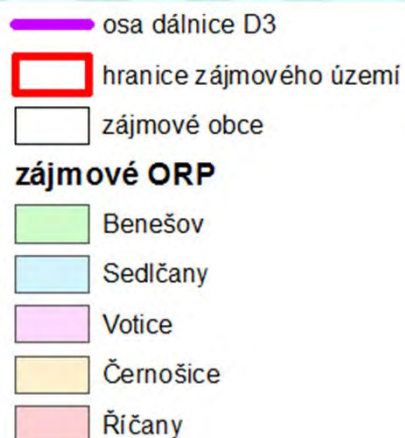 osa dálnice D3
hranice zájmového území
zájmové obce
zájmové ORP
Benešov
Sedlčany
Votice
Černošice
Říčany